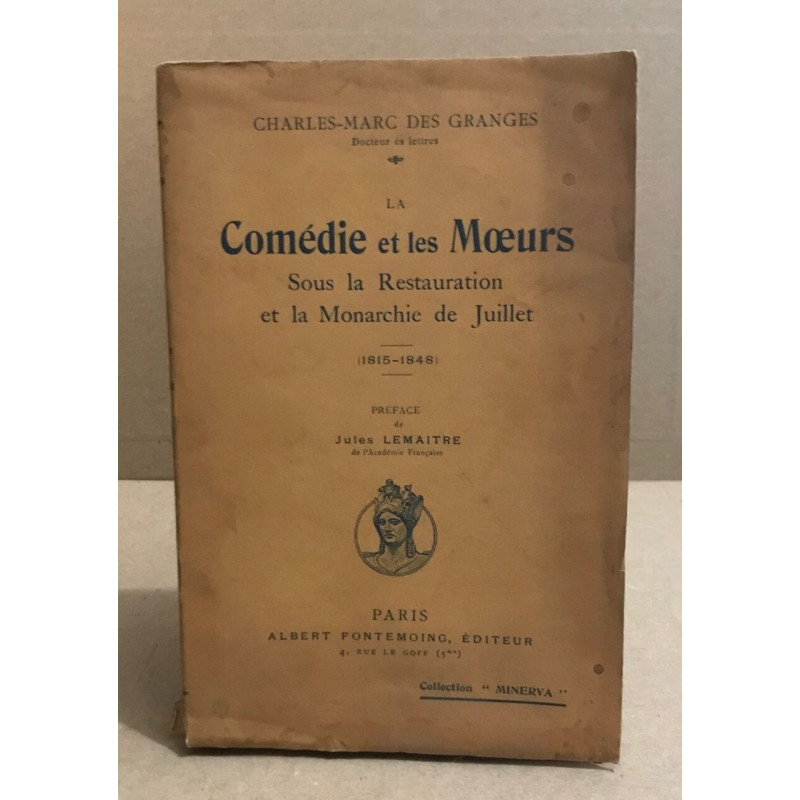 CHARLES-MARC DES GRANGES
Docteur ès lettres
LA
Comédie et les Mœurs
Sous la Restauration
et la Monarchie de Juillet
(1815-1848)
PRÉFACE
de
Jules LEMAITRE
de l'Académie Française
PARIS
ALBERT FONTEMOING, ÉDITEUR
4, RUE LE GOFF (5me)
Collection " MINERVA "